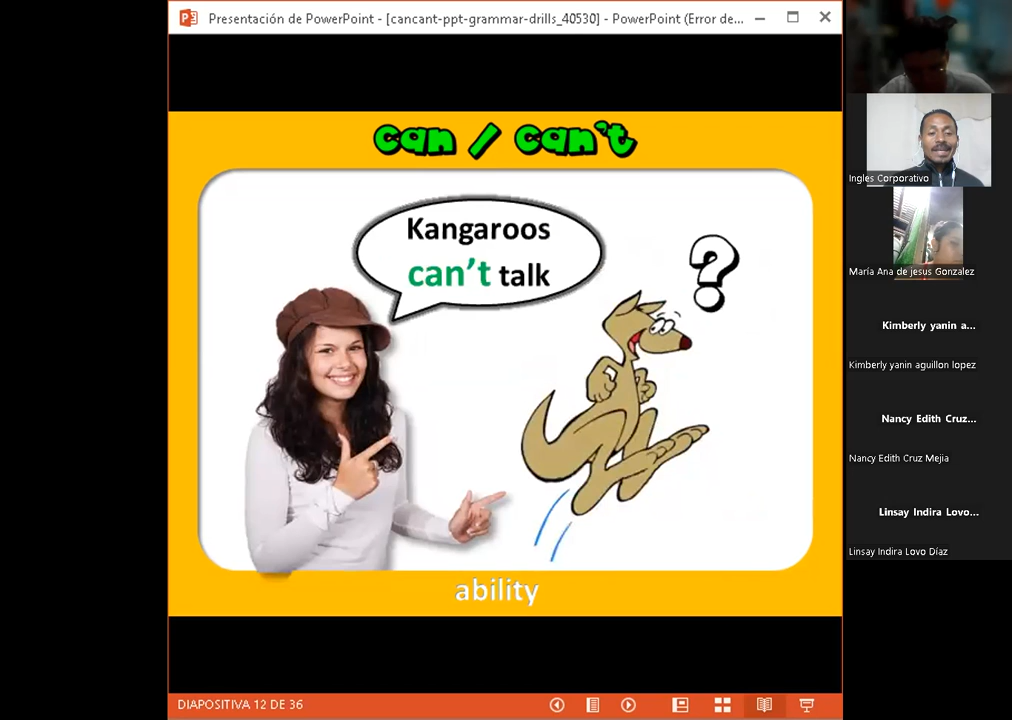 Presentación de PowerPoint - [cancant-ppt-grammar-drills_40530] - PowerPoint (Error de...
can / can't
Kangaroos
can't talk
?
ability
DIAPOSITIVA 12 DE 36
Ingles Corporativo
María Ana de jesus Gonzalez
Kimberly yanin a...
Kimberly yanin aguillon lopez
Nancy Edith Cruz...
Nancy Edith Cruz Mejia
Linsay Indira Lovo...
Linsay Indira Lovo Díaz